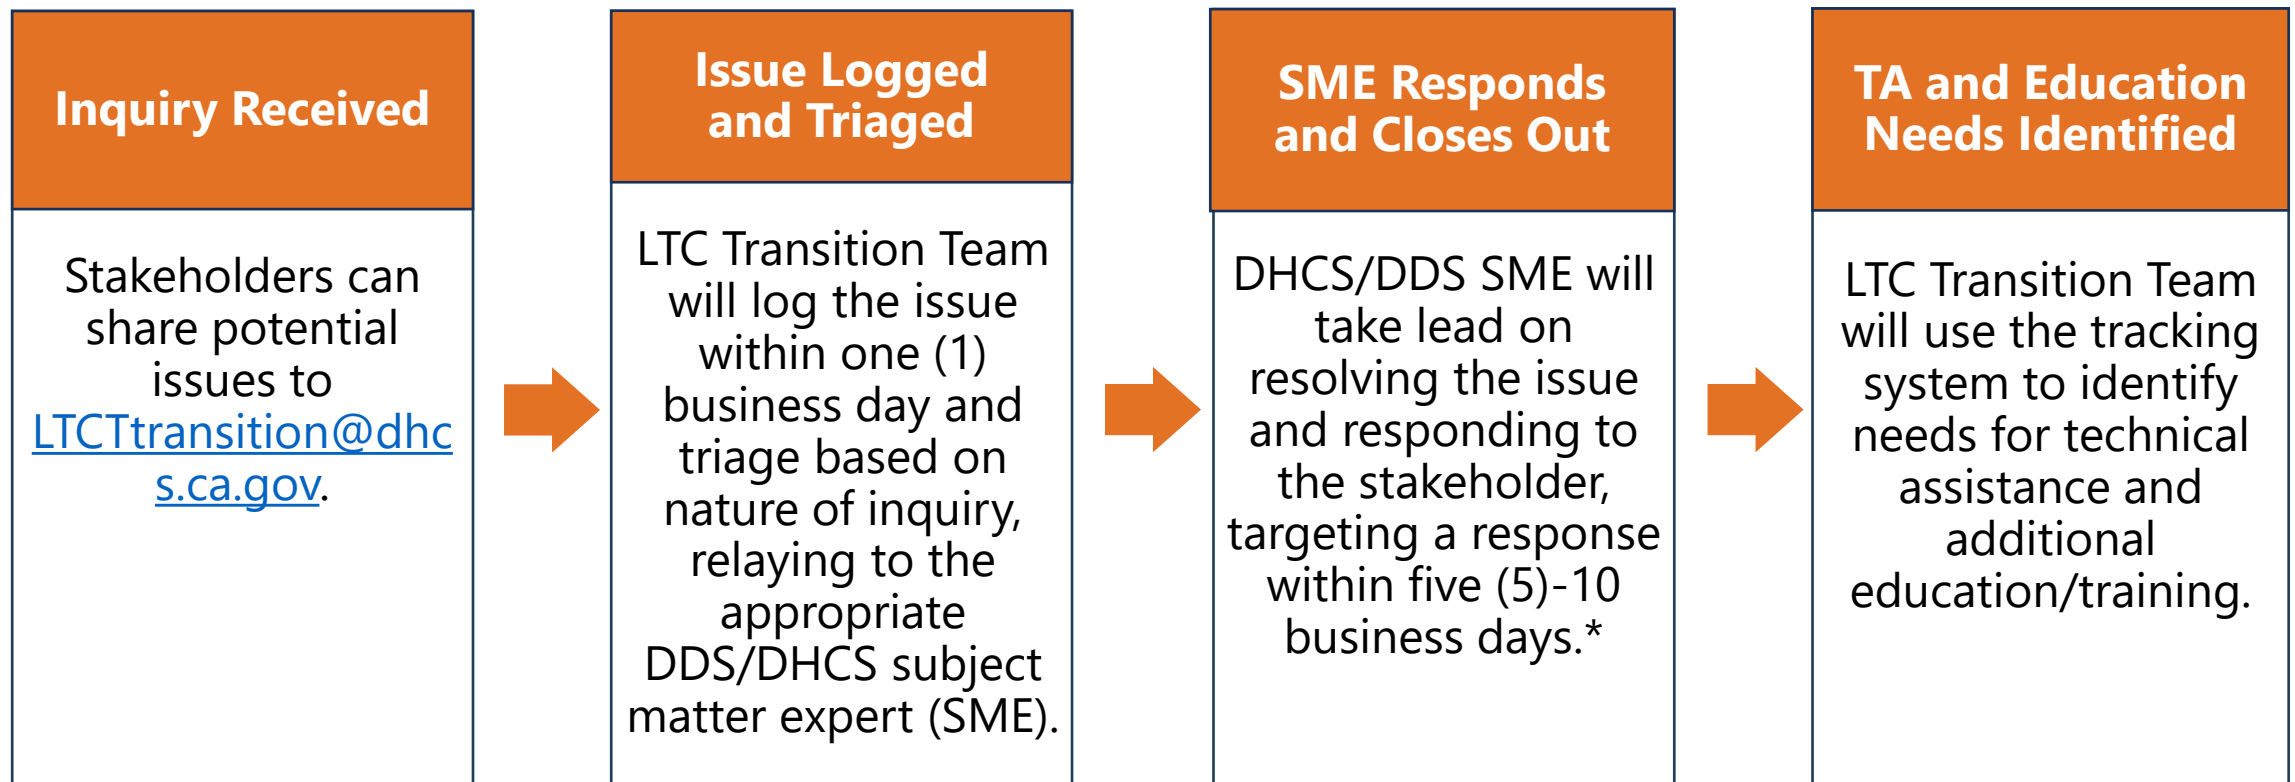 Inquiry Received
Stakeholders can
share potential
issues to
LTCTtransition@dhc
s.ca.gov.
Issue Logged
and Triaged
LTC Transition Team
will log the issue
within one (1)
business day and
triage based on
nature of inquiry,
relaying to the
appropriate
DDS/DHCS subject
matter expert (SME).
SME Responds
and Closes Out
DHCS/DDS SME will
take lead on
resolving the issue
and responding to
the stakeholder,
targeting a response
within five (5)-10
business days.*
TA and Education
Needs Identified
LTC Transition Team
will use the tracking
system to identify
needs for technical
assistance and
additional
education/training.